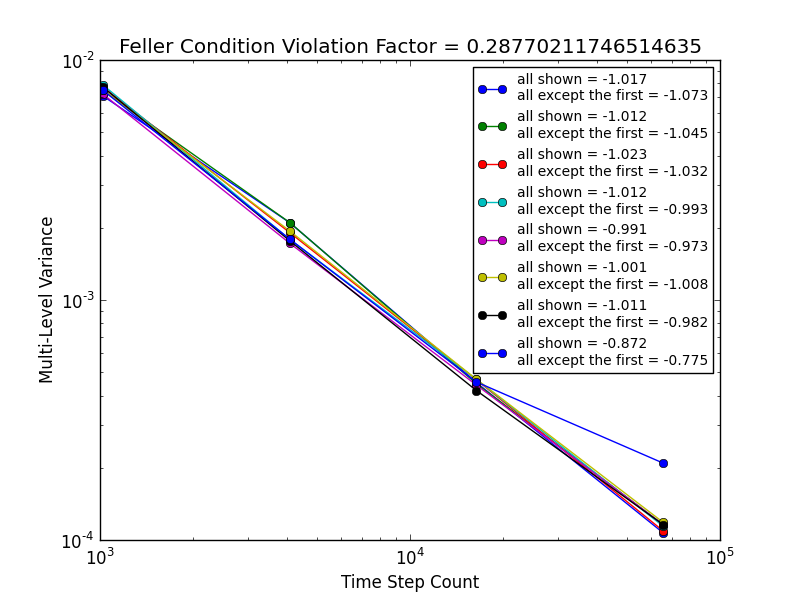 Feller Condition Violation Factor = 0.28770211746514635
10^-2
10^-3
10^-4
Multi-Level Variance
all shown = -1.017
all except the first = -1.073
all shown = -1.012
all except the first = -1.045
all shown = -1.023
all except the first = -1.032
all shown = -1.012
all except the first = -0.993
all shown = -0.991
all except the first = -0.973
all shown = -1.001
all except the first = -1.008
all shown = -1.011
all except the first = -0.982
all shown = -0.872
all except the first = -0.775
10^3
10^4
10^5
Time Step Count